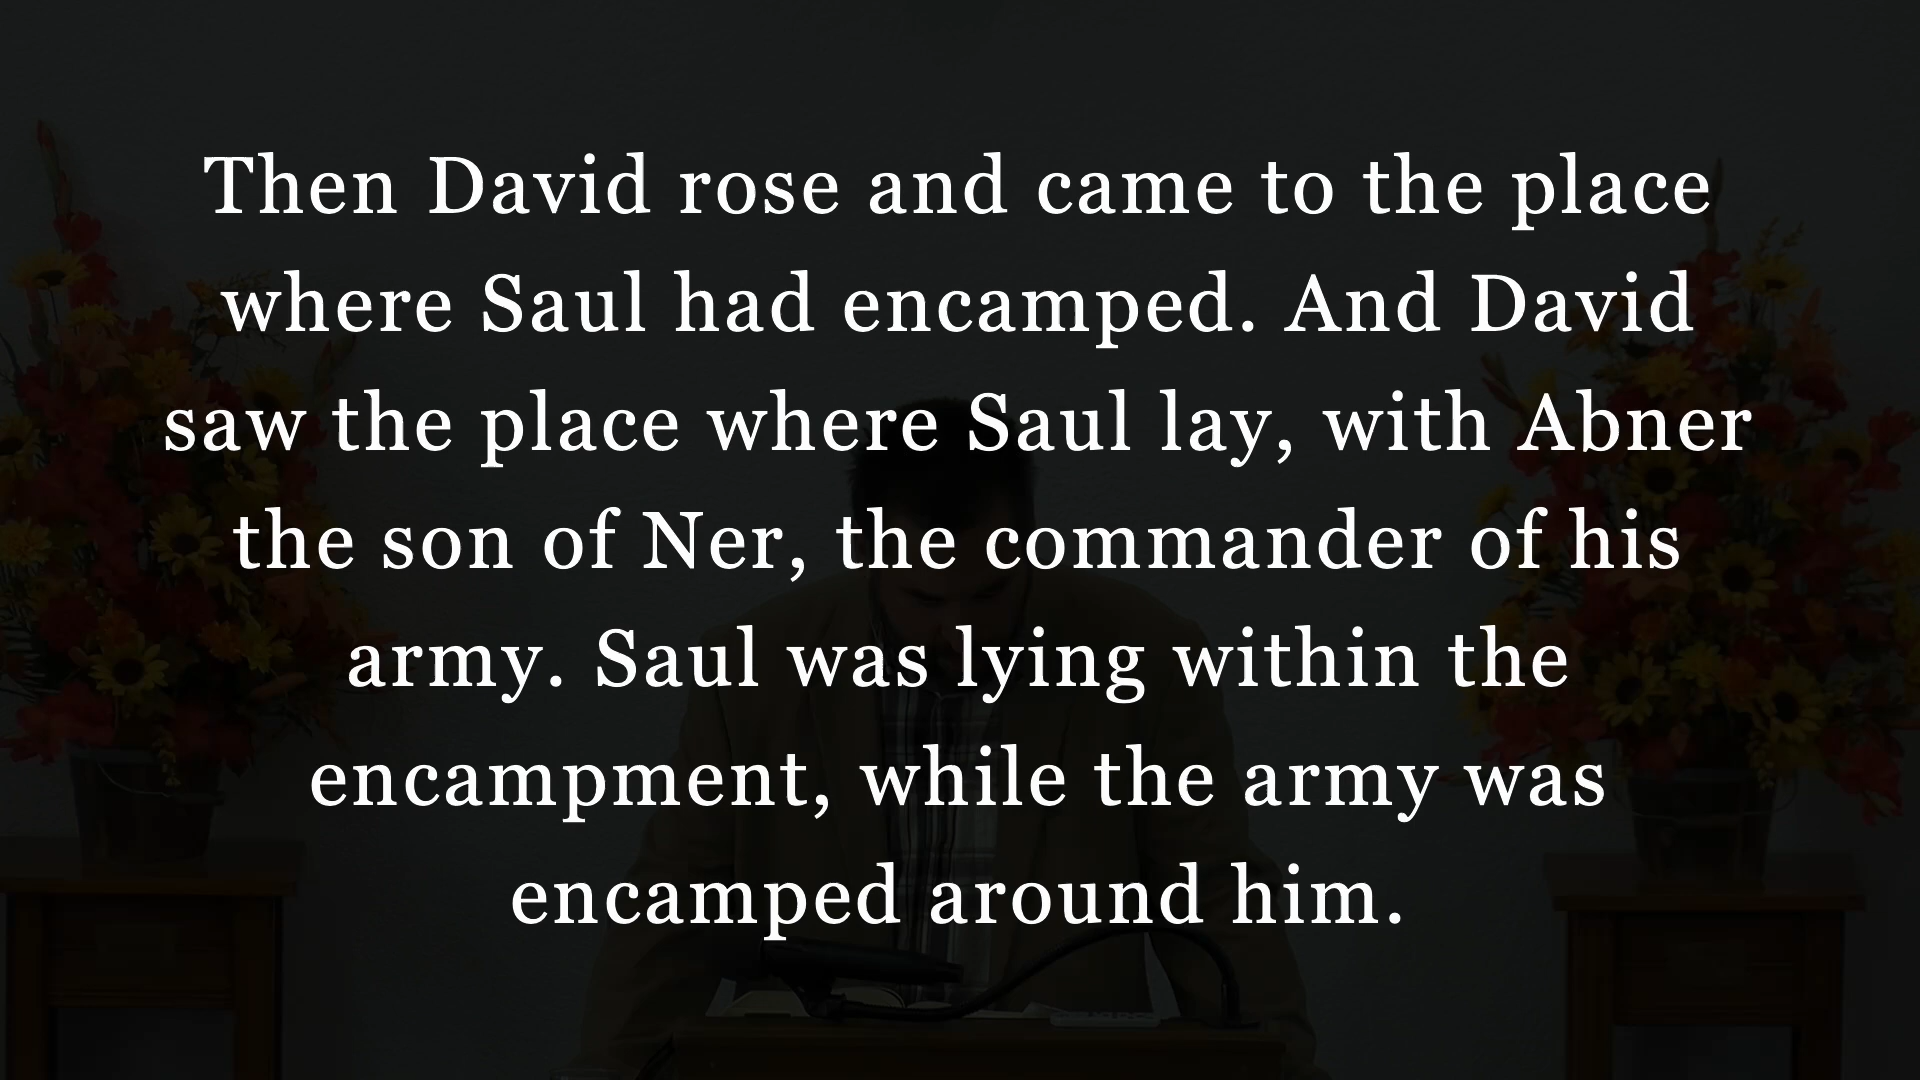 Then David rose and came to the place
where Saul had encamped. And David
saw the place where Saul lay, with Abner
the son of Ner, the commander of his
army. Saul was lying within the
encampment, while the army was
encamped around him.